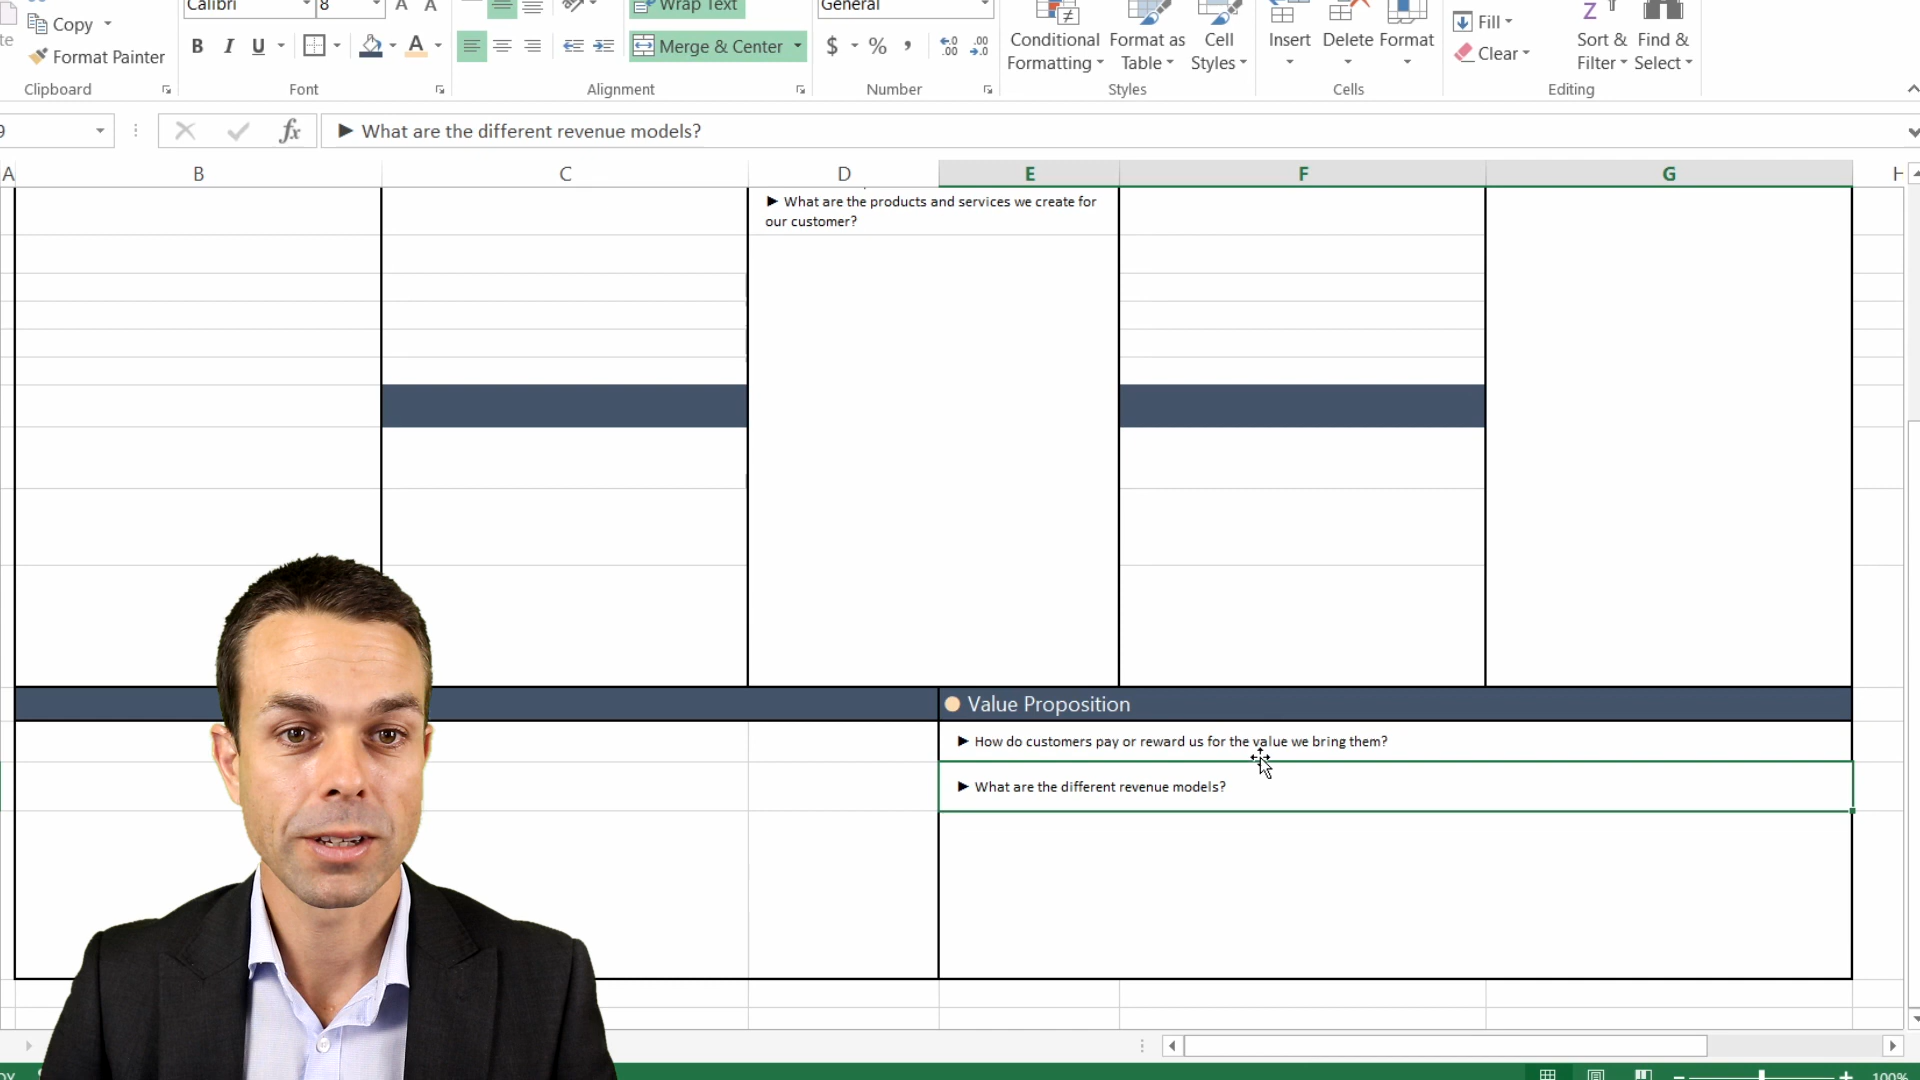 Calibri
8
A A
Wrap Text
General
Copy
Format Painter
B I U
A
Merge & Center
$ % ,
Conditional Formatting
Format as Table
Cell Styles
Insert
Delete
Format
Fill
Clear
Sort & Filter
Find & Select
Clipboard
Font
Alignment
Number
Styles
Cells
Editing
9
fx
► What are the different revenue models?
A B C D E F G H
► What are the products and services we create for
our customer?
Value Proposition
► How do customers pay or reward us for the value we bring them?
► What are the different revenue models?
100%